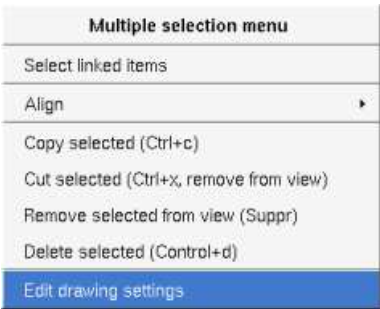 Multiple selection menu
Select linked items
Align
Copy selected (Ctrl+c)
Cut selected (Ctrl+x, remove from view)
Remove selected from view (Suppr)
Delete selected (Control+d)
Edit drawing settings